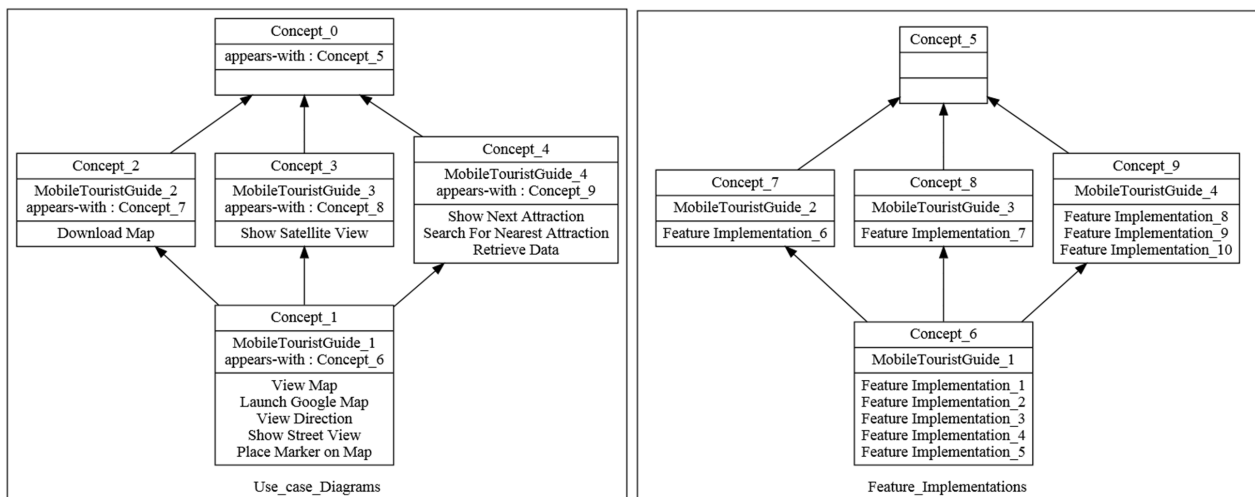 Concept_0
appears-with : Concept_5
Concept_2
MobileTouristGuide_2
appears-with : Concept_7
Download Map
Concept_3
MobileTouristGuide_3
appears-with : Concept_8
Show Satellite View
Concept_4
MobileTouristGuide_4
appears-with : Concept_9
Show Next Attraction
Search For Nearest Attraction
Retrieve Data
Concept_1
MobileTouristGuide_1
appears-with : Concept_6
View Map
Launch Google Map
View Direction
Show Street View
Place Marker on Map
Use_case_Diagrams
Concept_5
Concept_7
MobileTouristGuide_2
Feature Implementation_6
Concept_8
MobileTouristGuide_3
Feature Implementation_7
Concept_9
MobileTouristGuide_4
Feature Implementation_8
Feature Implementation_9
Feature Implementation_10
Concept_6
MobileTouristGuide_1
Feature Implementation_1
Feature Implementation_2
Feature Implementation_3
Feature Implementation_4
Feature Implementation_5
Feature_Implementations